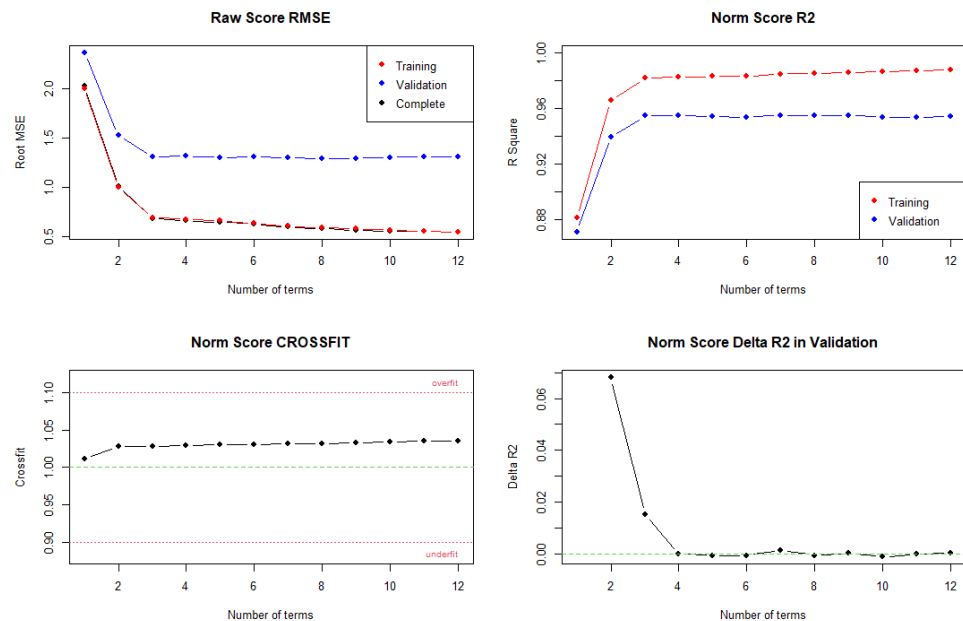 Raw Score RMSE
Root MSE
0.5 1.0 1.5 2.0
Training
Validation
Complete
2 4 6 8 10 12
Number of terms
Norm Score R2
R Square
0.88 0.92 0.96 1.00
Training
Validation
2 4 6 8 10 12
Number of terms
Norm Score CROSSFIT
Crossfit
0.90 0.95 1.00 1.05 1.10
overfit
underfit
2 4 6 8 10 12
Number of terms
Norm Score Delta R2 in Validation
Delta R2
0.00 0.02 0.04 0.06
2 4 6 8 10 12
Number of terms